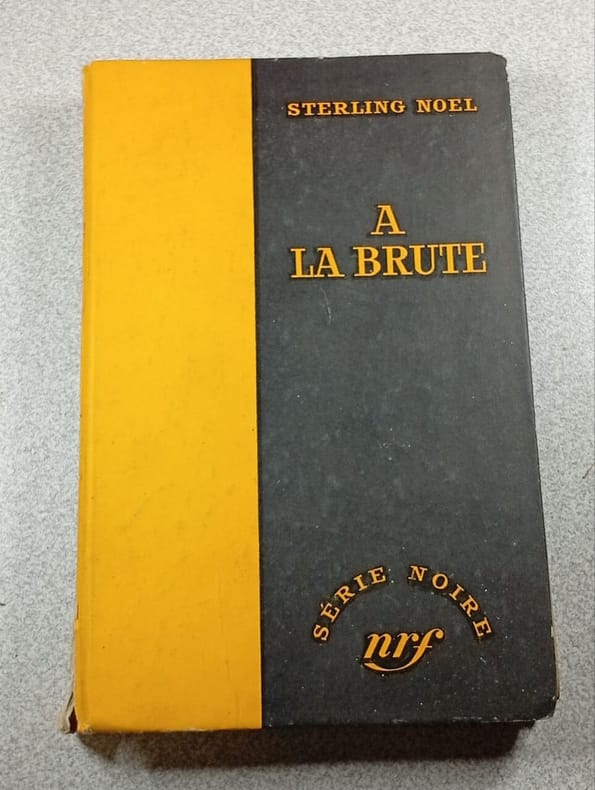 STERLING NOEL
A
LA BRUTE
SÉRIE NOIRE
nrf